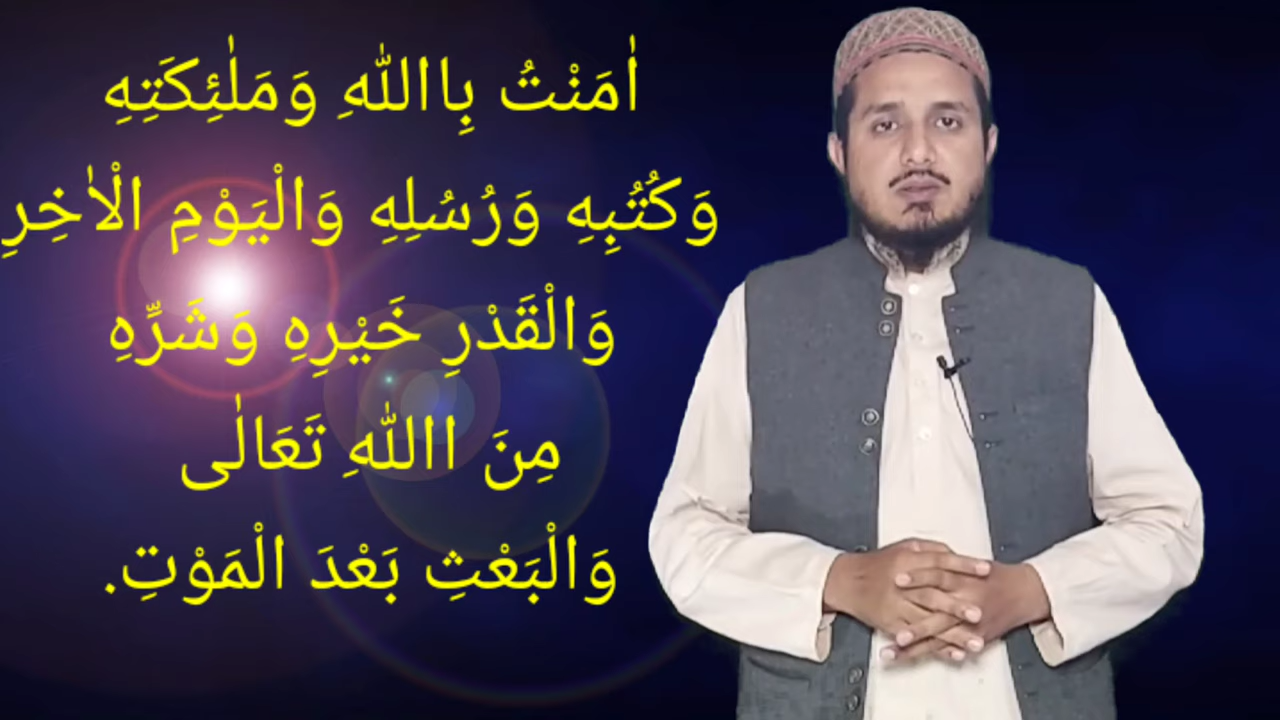 اٰمَنْتُ بِااللّٰهِ وَمَلٰئِكَتِهِ
وَكُتُبِهِ وَرُسُلِهِ وَالْيَوْمِ الْاٰخِرِ
وَالْقَدْرِ خَيْرِهِ وَشَرِّهِ
مِنَ االلّٰهِ تَعَالٰى
وَالْبَعْثِ بَعْدَ الْمَوْتِ.